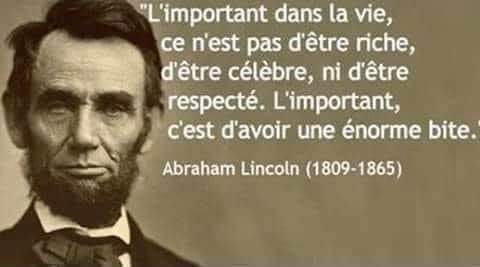 "L'important dans la vie,
ce n'est pas d'être riche,
d'être célèbre, ni d'être
respecté. L'important,
c'est d'avoir une énorme bite."
Abraham Lincoln (1809-1865)